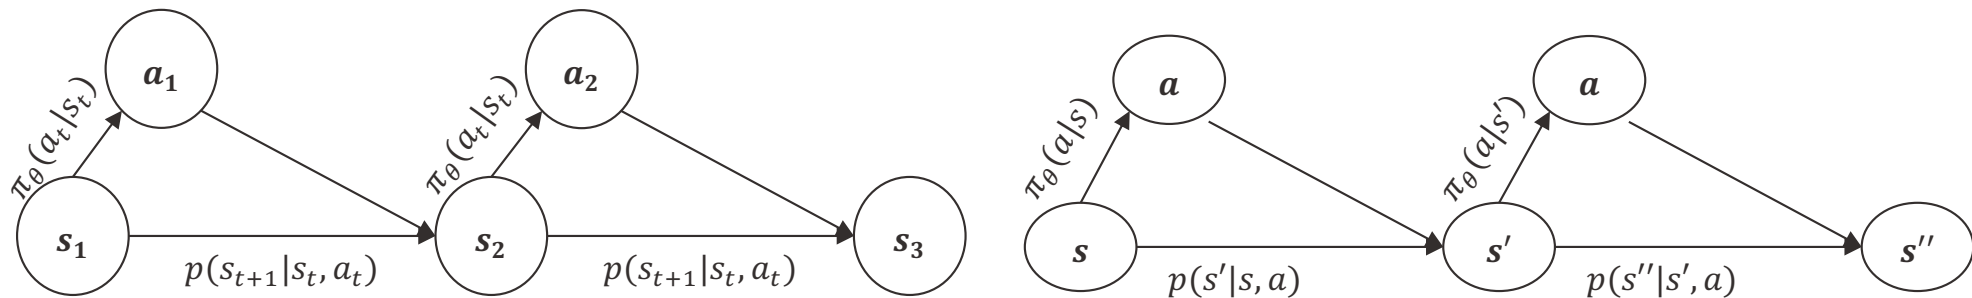 a₁
a₂
π_θ(a_t|s_t)
π_θ(a_t|s_t)
s₁
s₂
s₃
p(s_{t+1}|s_t, a_t)
p(s_{t+1}|s_t, a_t)
a
a
π_θ(a|s)
π_θ(a|s′)
s
s′
s′′
p(s′|s, a)
p(s′′|s′, a)